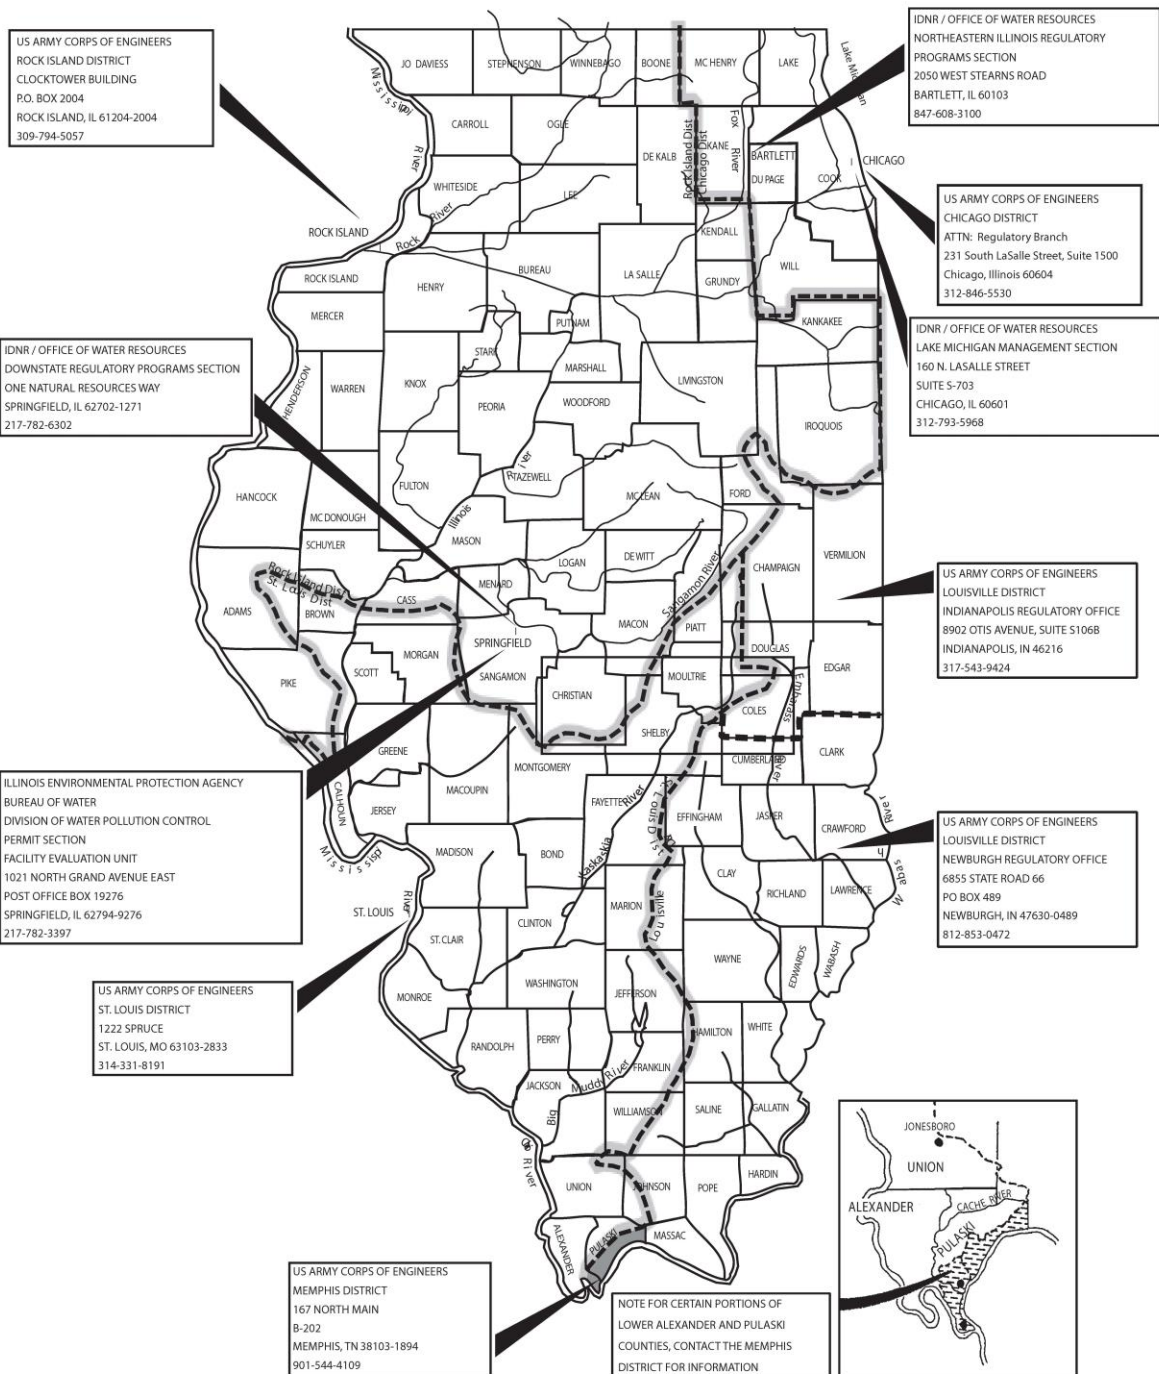 US ARMY CORPS OF ENGINEERS
ROCK ISLAND DISTRICT
CLOCKTOWER BUILDING
P.O. BOX 2004
ROCK ISLAND, IL 61204-2004
309-794-5057
IDNR / OFFICE OF WATER RESOURCES
NORTHEASTERN ILLINOIS REGULATORY
PROGRAMS SECTION
2050 WEST STEARNS ROAD
BARTLETT, IL 60103
847-608-3100
US ARMY CORPS OF ENGINEERS
CHICAGO DISTRICT
ATTN: Regulatory Branch
231 South LaSalle Street, Suite 1500
Chicago, Illinois 60604
312-846-5530
IDNR / OFFICE OF WATER RESOURCES
LAKE MICHIGAN MANAGEMENT SECTION
160 N. LASALLE STREET
SUITE S-703
CHICAGO, IL 60601
312-793-5968
IDNR / OFFICE OF WATER RESOURCES
DOWNSTATE REGULATORY PROGRAMS SECTION
ONE NATURAL RESOURCES WAY
SPRINGFIELD, IL 62702-1271
217-782-6302
US ARMY CORPS OF ENGINEERS
LOUISVILLE DISTRICT
INDIANAPOLIS REGULATORY OFFICE
8902 OTIS AVENUE, SUITE S106B
INDIANAPOLIS, IN 46216
317-543-9424
ILLINOIS ENVIRONMENTAL PROTECTION AGENCY
BUREAU OF WATER
DIVISION OF WATER POLLUTION CONTROL
PERMIT SECTION
FACILITY EVALUATION UNIT
1021 NORTH GRAND AVENUE EAST
POST OFFICE BOX 19276
SPRINGFIELD, IL 62794-9276
217-782-3397
US ARMY CORPS OF ENGINEERS
LOUISVILLE DISTRICT
NEWBURGH REGULATORY OFFICE
6855 STATE ROAD 66
PO BOX 489
NEWBURGH, IN 47630-0489
812-853-0472
US ARMY CORPS OF ENGINEERS
ST. LOUIS DISTRICT
1222 SPRUCE
ST. LOUIS, MO 63103-2833
314-331-8191
US ARMY CORPS OF ENGINEERS
MEMPHIS DISTRICT
167 NORTH MAIN
B-202
MEMPHIS, TN 38103-1894
901-544-4109
NOTE FOR CERTAIN PORTIONS OF
LOWER ALEXANDER AND PULASKI
COUNTIES, CONTACT THE MEMPHIS
DISTRICT FOR INFORMATION
JO DAVIESS
STEPHENSON
WINNEBAGO
BOONE
MC HENRY
LAKE
Mississippi
River
CARROLL
OGLE
DE KALB
Rock Island Dist
Chicago Dist
KANE
Fox
River
BARTLETT
DU PAGE
COOK
CHICAGO
WHITESIDE
LEE
ROCK ISLAND
Rock
River
KENDALL
ROCK ISLAND
HENRY
BUREAU
LA SALLE
GRUNDY
WILL
MERCER
PUTNAM
KANKAKEE
STARK
MARSHALL
HENDERSON
WARREN
KNOX
PEORIA
WOODFORD
LIVINGSTON
IROQUOIS
River
TAZEWELL
HANCOCK
FULTON
MC LEAN
FORD
MC DONOUGH
Illinois
SCHUYLER
MASON
LOGAN
DE WITT
CHAMPAIGN
VERMILION
Rock Island Dist
St. Louis Dist
MENARD
Sangamon River
ADAMS
BROWN
CASS
MACON
PIATT
SPRINGFIELD
DOUGLAS
EDGAR
MORGAN
SCOTT
PIKE
SANGAMON
CHRISTIAN
MOULTRIE
COLES
Embarass
River
SHELBY
CLARK
GREENE
MONTGOMERY
CUMBERLAND
CALHOUN
JERSEY
MACOUPIN
FAYETTE
Kaskaskia
River
EFFINGHAM
JASPER
CRAWFORD
St. Louis Dist
Louisville
MADISON
BOND
CLAY
RICHLAND
LAWRENCE
MARION
ST. LOUIS
River
ST. CLAIR
CLINTON
WAYNE
EDWARDS
WABASH
MONROE
WASHINGTON
JEFFERSON
HAMILTON
WHITE
RANDOLPH
PERRY
FRANKLIN
JACKSON
Big
Muddy River
WILLIAMSON
SALINE
GALLATIN
River
UNION
JOHNSON
POPE
HARDIN
ALEXANDER
PULASKI
MASSAC
JONESBORO
UNION
ALEXANDER
CACHE RIVER
PULASKI